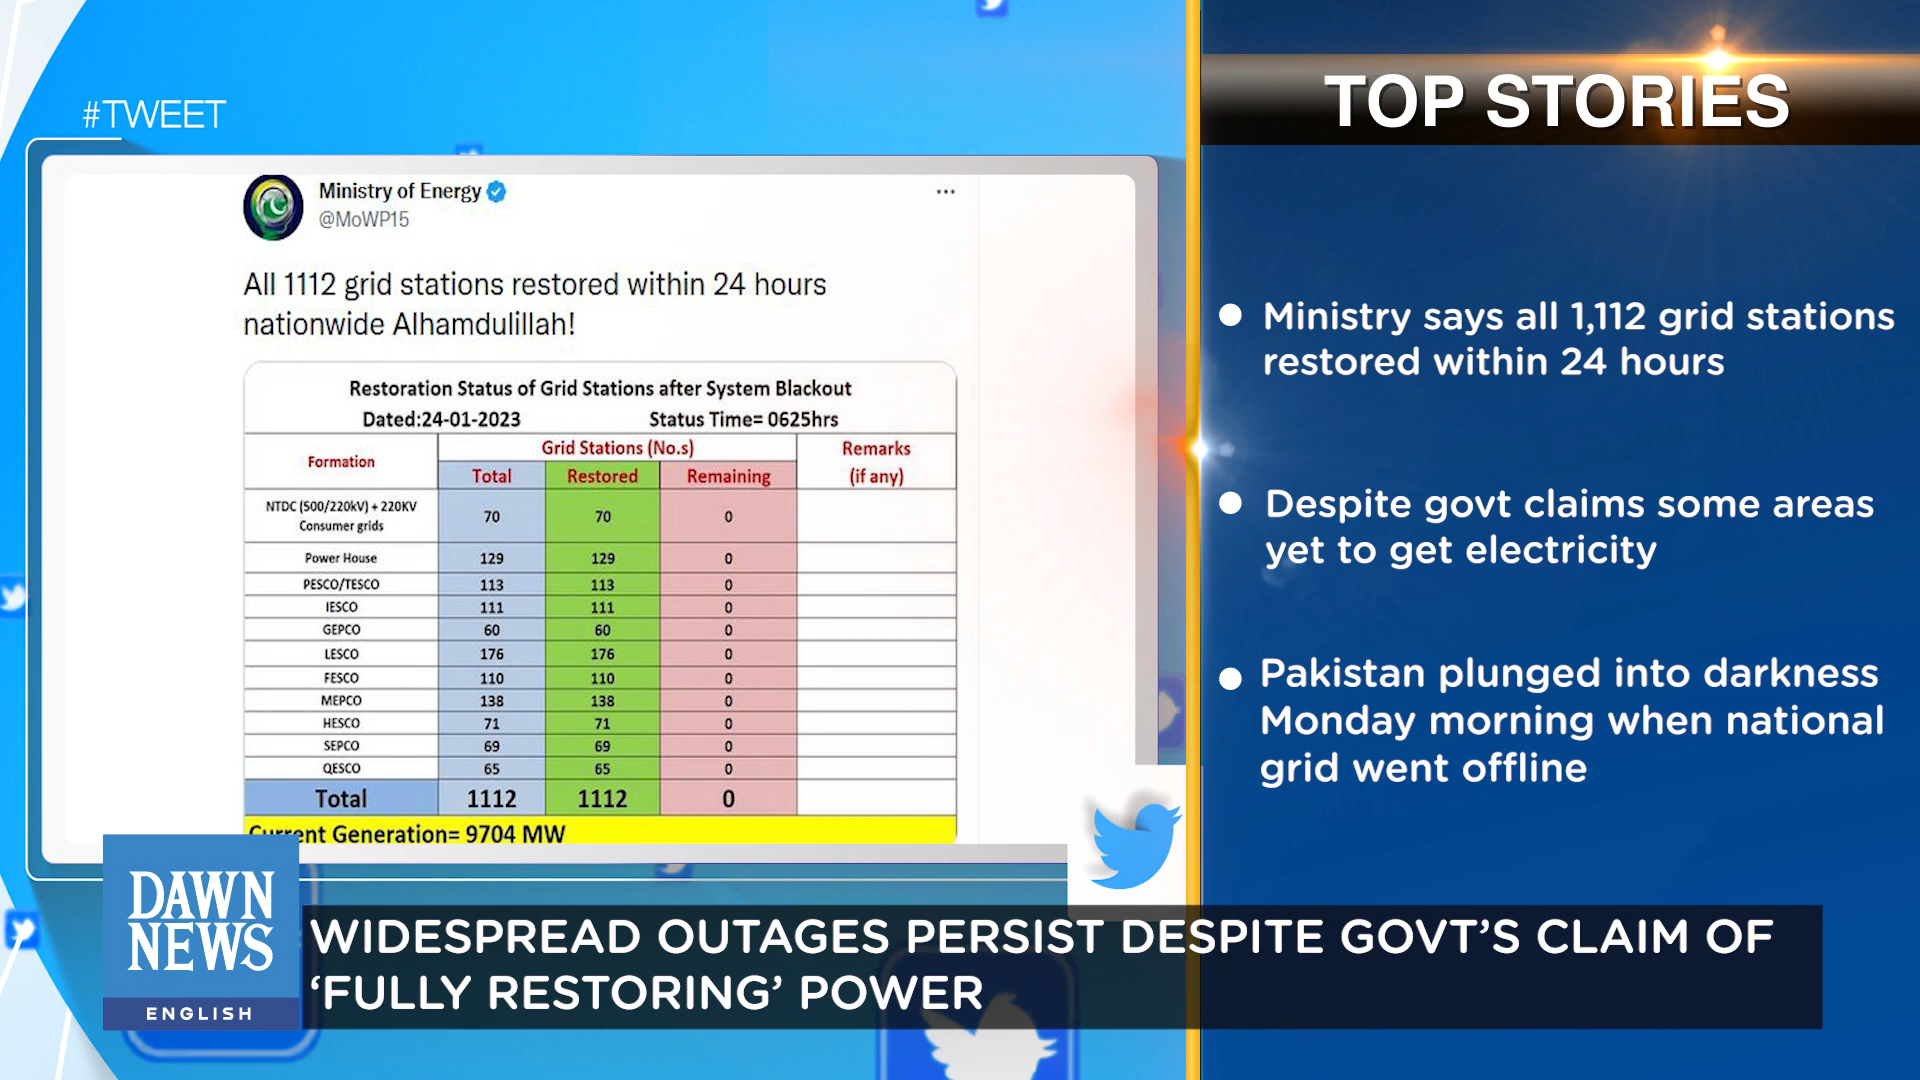 #TWEET
Ministry of Energy
@MoWP15
...
All 1112 grid stations restored within 24 hours
nationwide Alhamdulillah!
Restoration Status of Grid Stations after System Blackout
Dated:24-01-2023 Status Time= 0625hrs
Formation Grid Stations (No.s) Remarks (if any)
Total Restored Remaining
NTDC (500/220kV) + 220KV Consumer grids 70 70 0
Power House 129 129 0
PESCO/TESCO 113 113 0
IESCO 111 111 0
GEPCO 60 60 0
LESCO 176 176 0
FESCO 110 110 0
MEPCO 138 138 0
HESCO 71 71 0
SEPCO 69 69 0
QESCO 65 65 0
Total 1112 1112 0
Current Generation= 9704 MW
TOP STORIES
Ministry says all 1,112 grid stations
restored within 24 hours
Despite govt claims some areas
yet to get electricity
Pakistan plunged into darkness
Monday morning when national
grid went offline
DAWN
NEWS
ENGLISH
WIDESPREAD OUTAGES PERSIST DESPITE GOVT'S CLAIM OF
‘FULLY RESTORING’ POWER